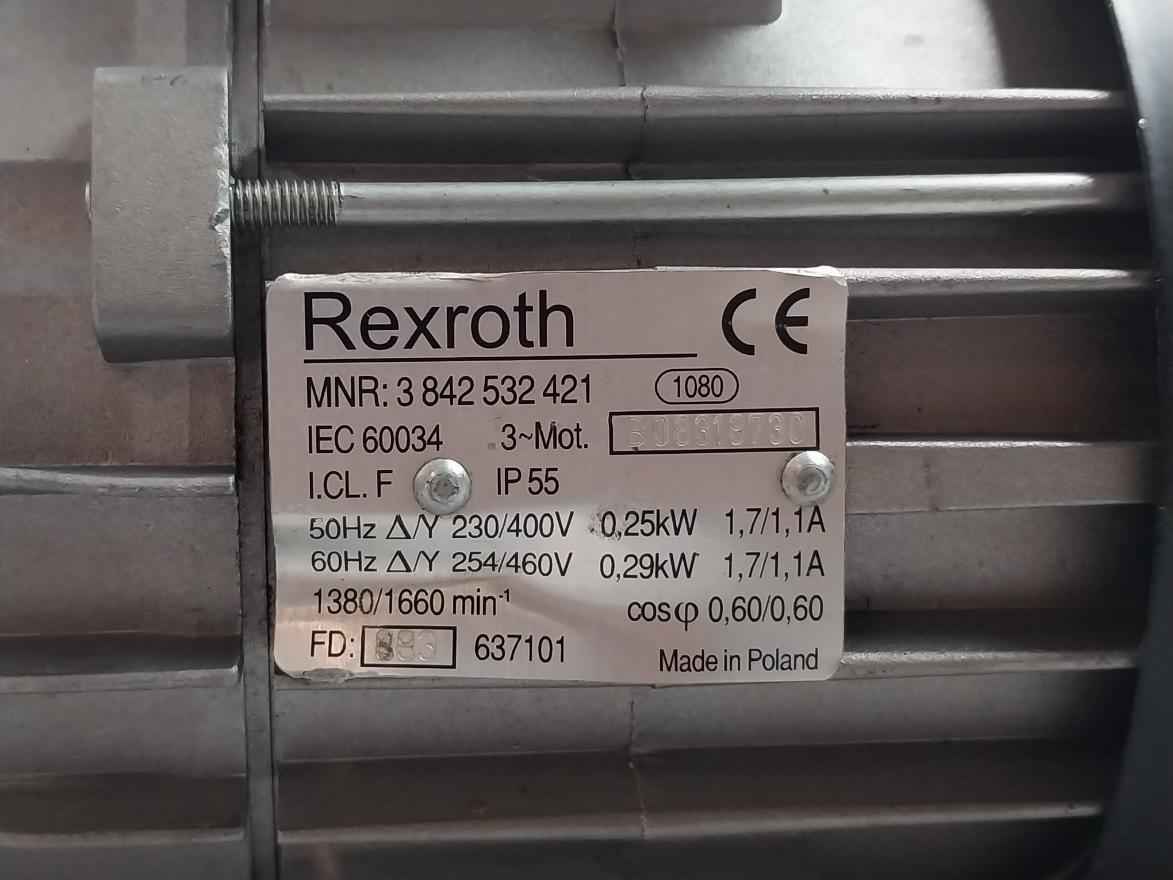 Rexroth CE
MNR: 3 842 532 421 1080
IEC 60034 3~Mot.
I.CL. F IP 55
50Hz Δ/Y 230/400V 0,25kW 1,7/1,1A
60Hz Δ/Y 254/460V 0,29kW 1,7/1,1A
1380/1660 min⁻¹ cosφ 0,60/0,60
FD: 637101
Made in Poland